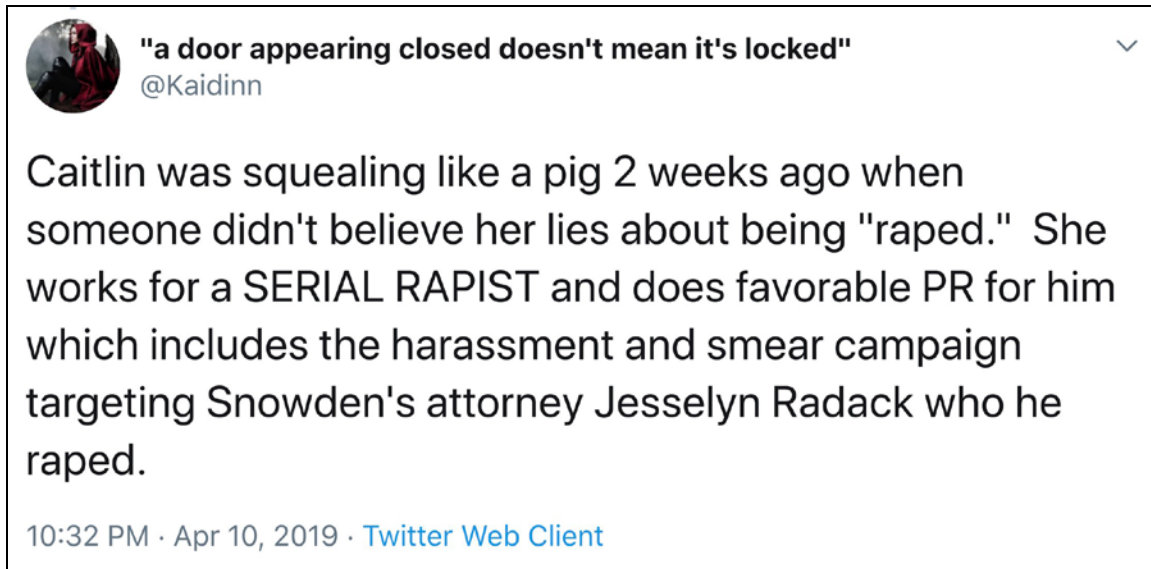 "a door appearing closed doesn't mean it's locked"
@Kaidinn
Caitlin was squealing like a pig 2 weeks ago when
someone didn't believe her lies about being "raped."  She
works for a SERIAL RAPIST and does favorable PR for him
which includes the harassment and smear campaign
targeting Snowden's attorney Jesselyn Radack who he
raped.
10:32 PM · Apr 10, 2019 · Twitter Web Client